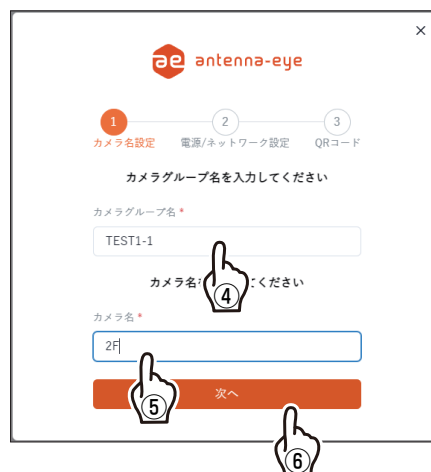 ×
ae antenna-eye
1 2 3
カメラ名設定 電源/ネットワーク設定 QRコード
カメラグループ名を入力してください
カメラグループ名 *
TEST1-1
④
カメラ名 てください
カメラ名 *
2F
⑤
次へ
⑥